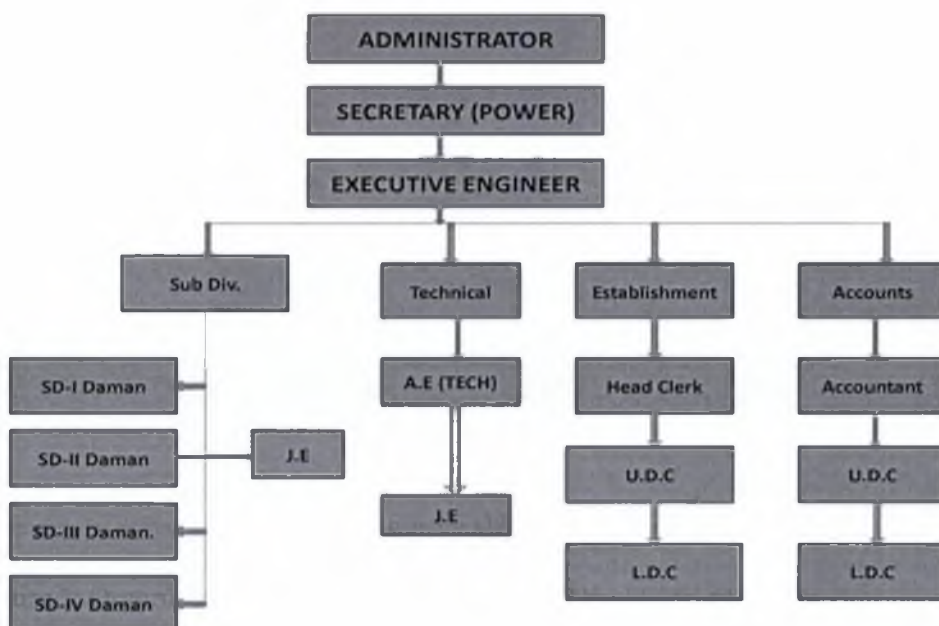 ADMINISTRATOR
SECRETARY (POWER)
EXECUTIVE ENGINEER
Sub Div.
Technical
Establishment
Accounts
SD-I Daman
A.E (TECH)
Head Clerk
Accountant
SD-II Daman
J.E
U.D.C
U.D.C
SD-III Daman.
J.E
L.D.C
L.D.C
SD-IV Daman